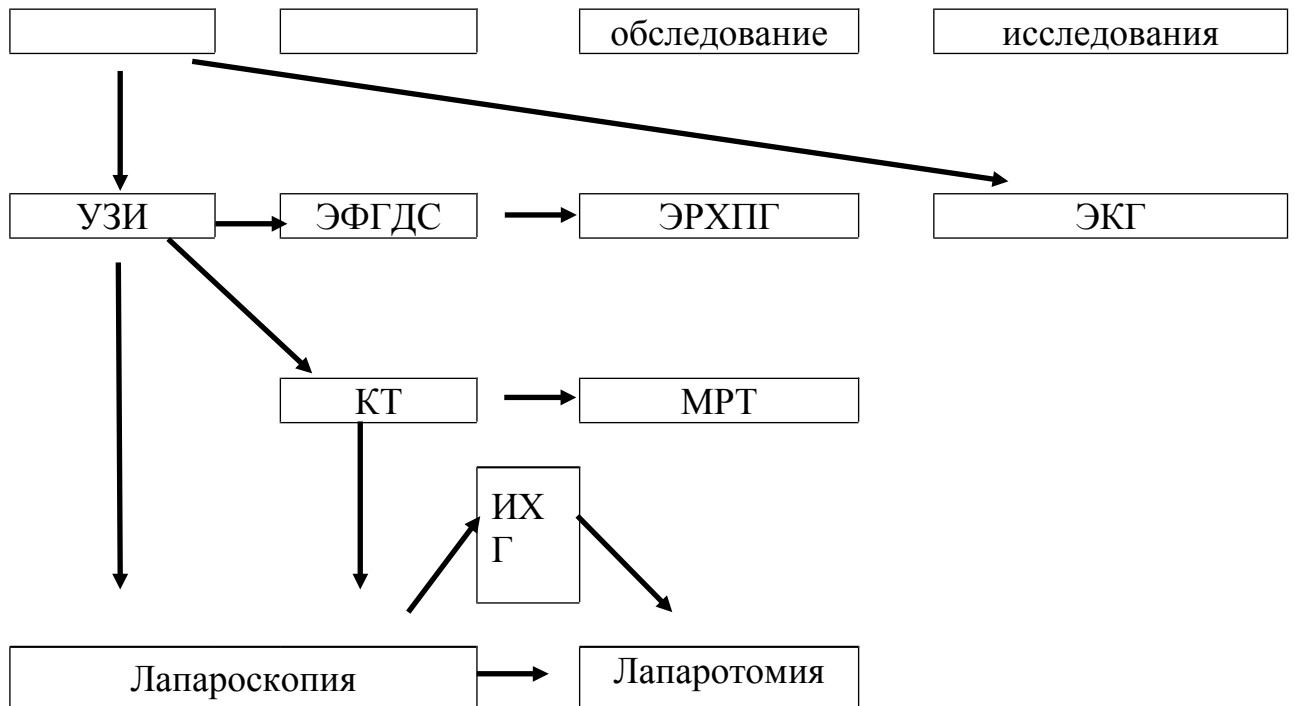 обследование
исследования
УЗИ
ЭФГДС
ЭРХПГ
ЭКГ
КТ
МРТ
ИХ
Г
Лапароскопия
Лапаротомия